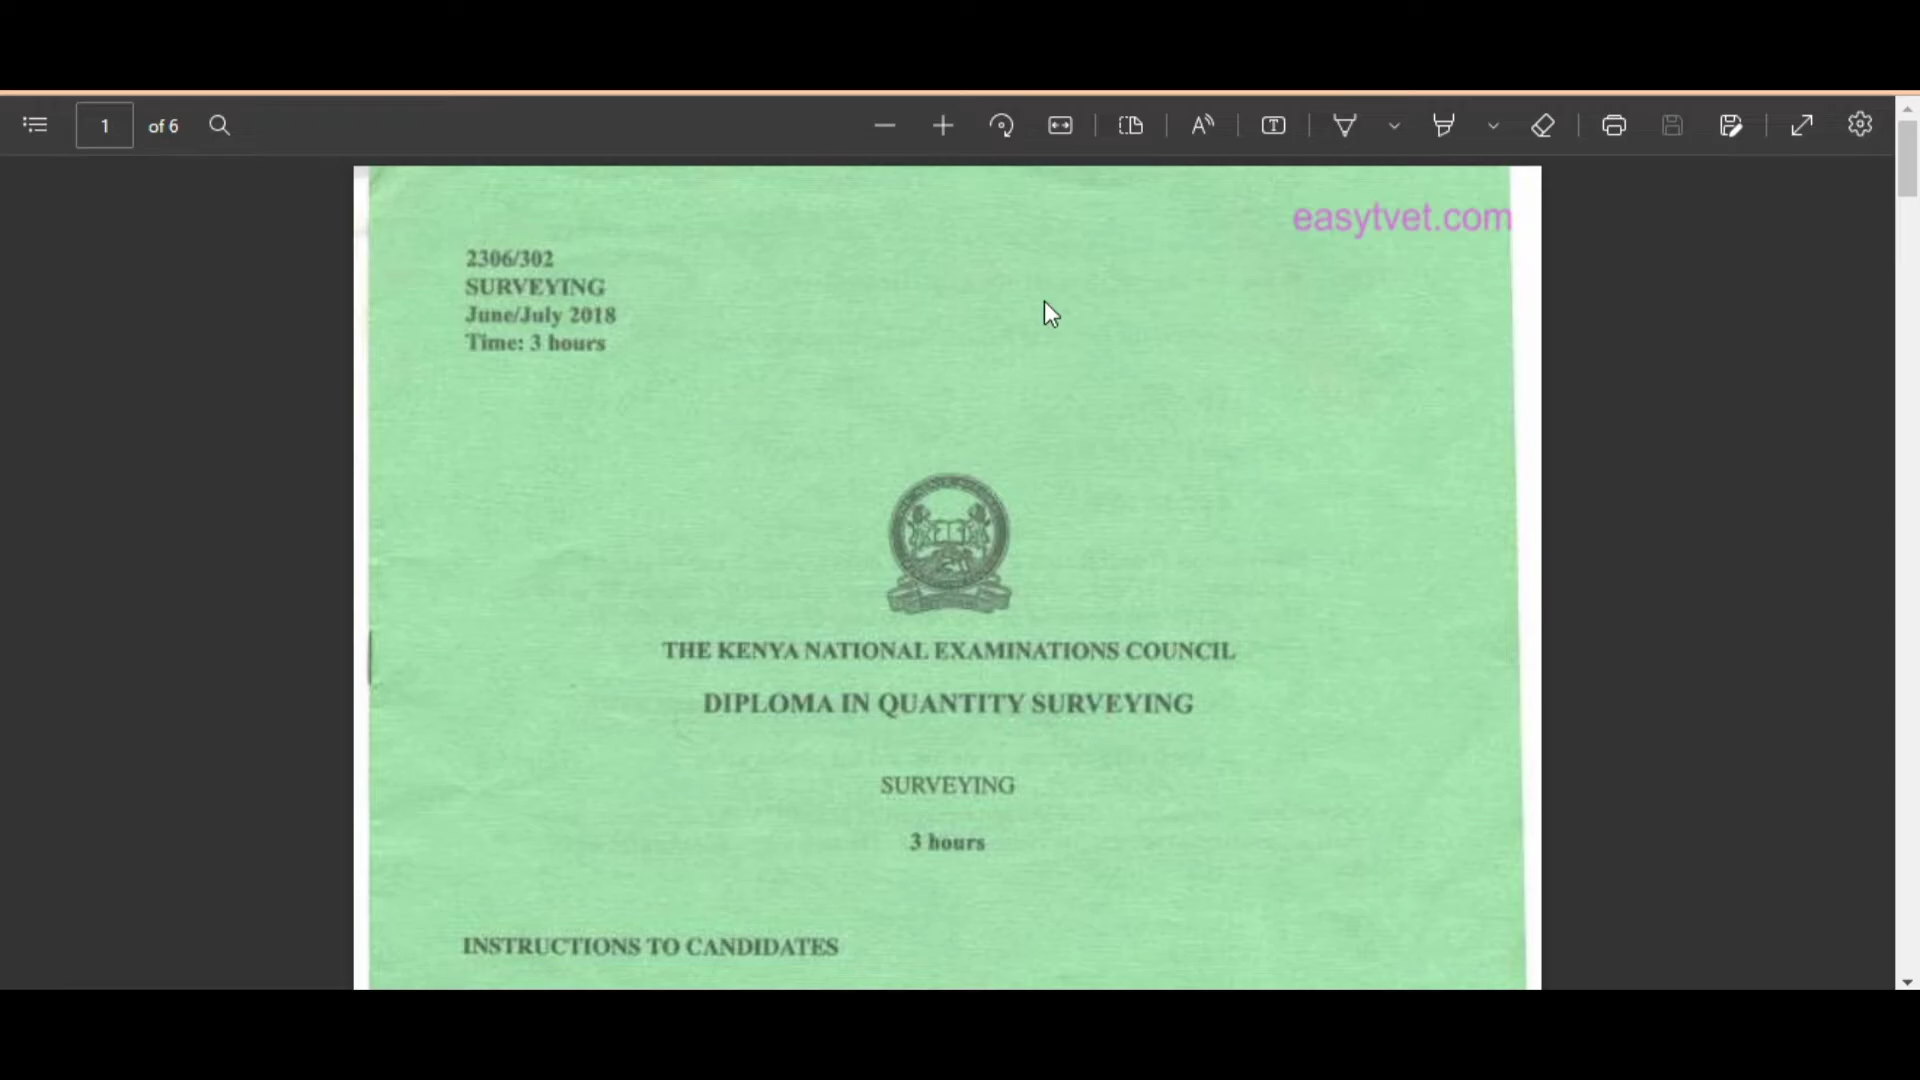 1 of 6
easytvet.com
2306/302
SURVEYING
June/July 2018
Time: 3 hours
THE KENYA NATIONAL EXAMINATIONS COUNCIL
DIPLOMA IN QUANTITY SURVEYING
SURVEYING
3 hours
INSTRUCTIONS TO CANDIDATES